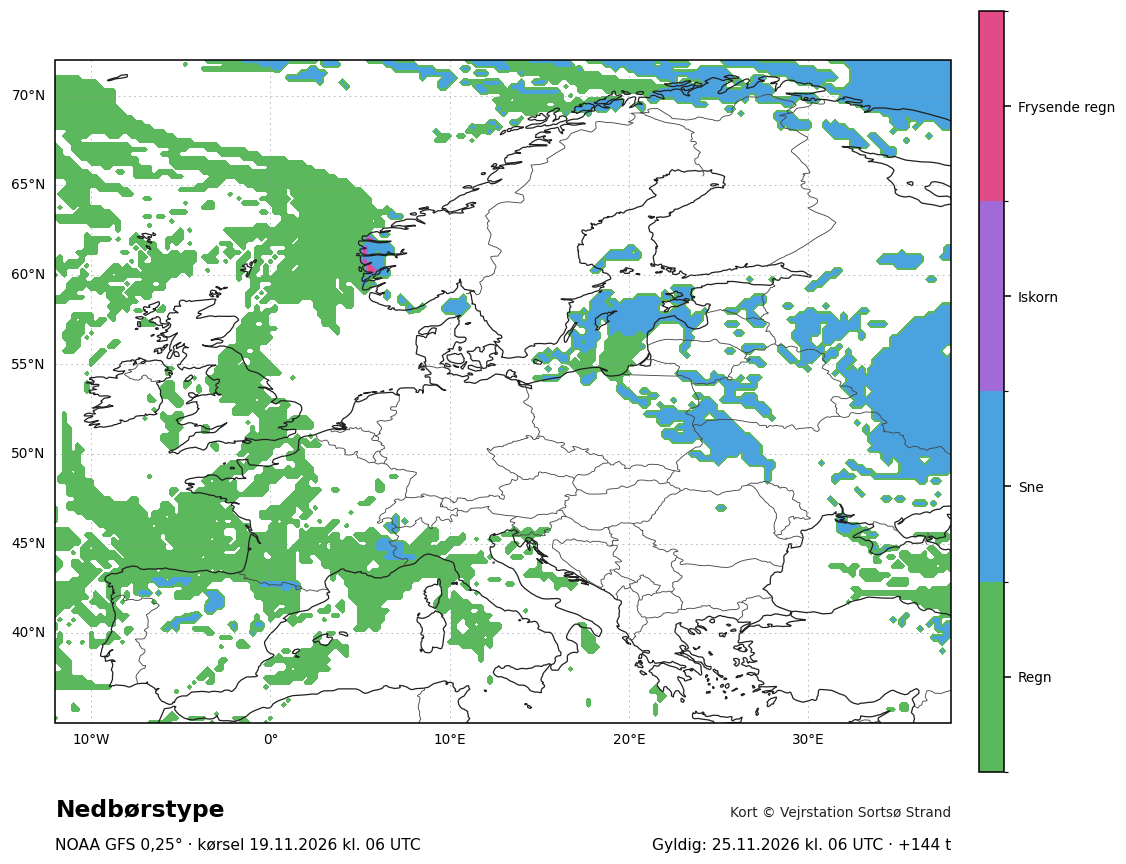 70°N
65°N
60°N
55°N
50°N
45°N
40°N
10°W
0°
10°E
20°E
30°E
Frysende regn
Iskorn
Sne
Regn
Nedbørstype
Kort © Vejrstation Sortsø Strand
NOAA GFS 0,25° · kørsel 19.11.2026 kl. 06 UTC
Gyldig: 25.11.2026 kl. 06 UTC · +144 t